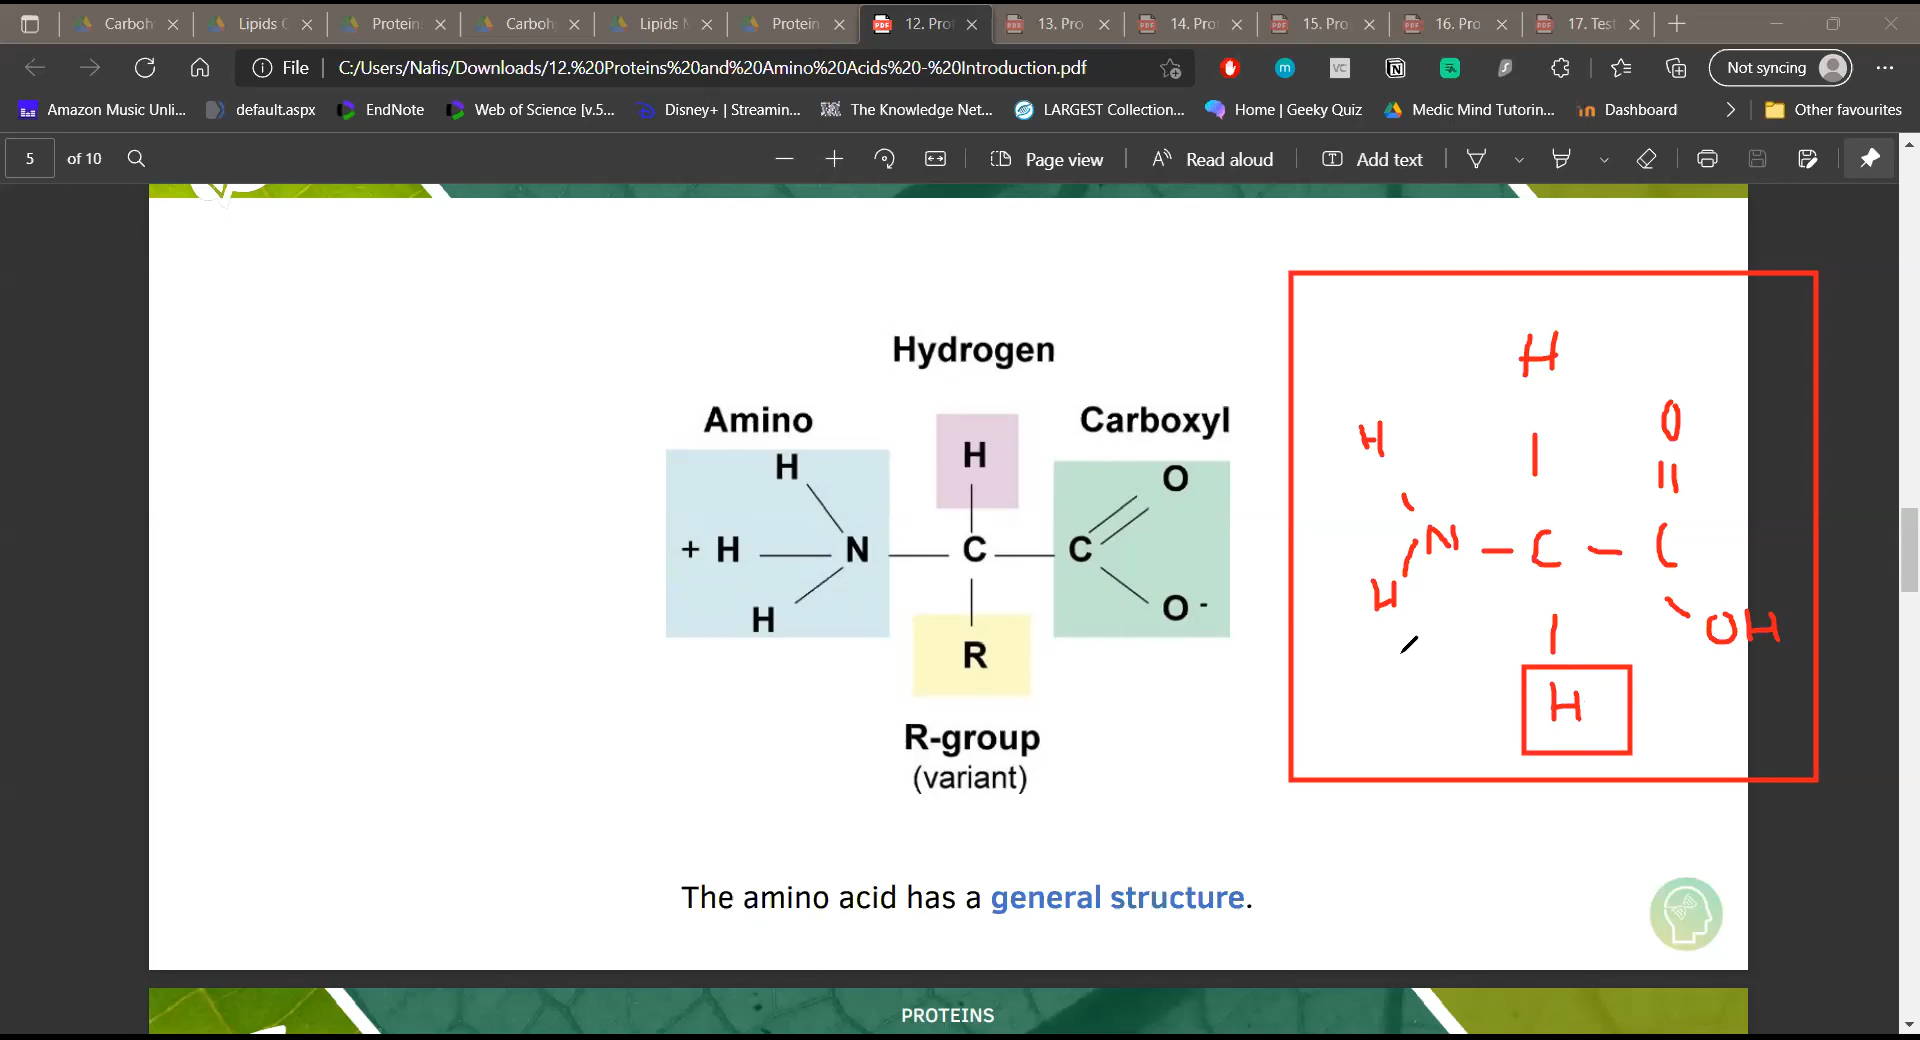 Carboh
Lipids
Protein
Carboh
Lipids M
Protein
12. Pro
13. Pro
14. Pro
15. Pro
16. Pro
17. Test
File
C:/Users/Nafis/Downloads/12.%20Proteins%20and%20Amino%20Acids%20-%20Introduction.pdf
Not syncing
Amazon Music Unli...
default.aspx
EndNote
Web of Science [v.5...
Disney+ | Streamin...
The Knowledge Net...
LARGEST Collection...
Home | Geeky Quiz
Medic Mind Tutorin...
Dashboard
Other favourites
5 of 10
Page view
Read aloud
Add text
Hydrogen
Amino
Carboxyl
H
H
O
+ H
N
C
C
H
O -
R
R-group
(variant)
H
H
O
N - C - C
H
OH
H
The amino acid has a general structure.
PROTEINS